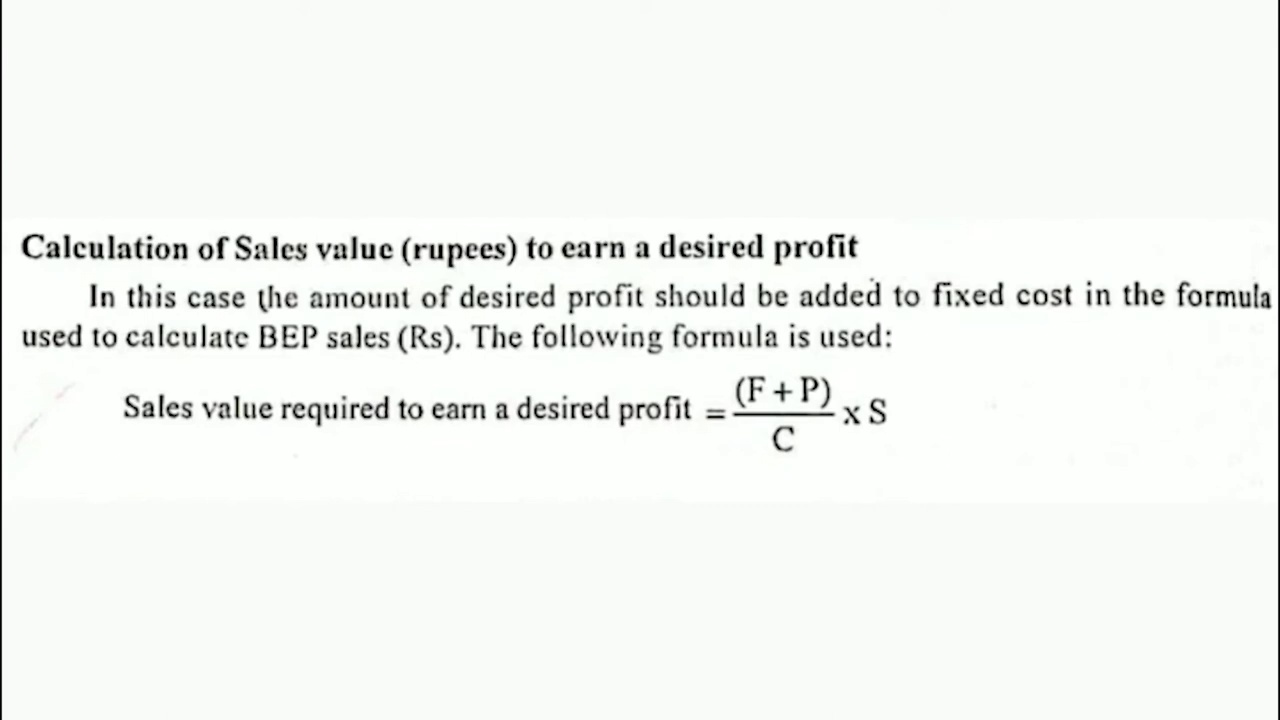 Calculation of Sales value (rupees) to earn a desired profit
In this case the amount of desired profit should be added to fixed cost in the formula
used to calculate BEP sales (Rs). The following formula is used:
Sales value required to earn a desired profit = (F + P) / C x S